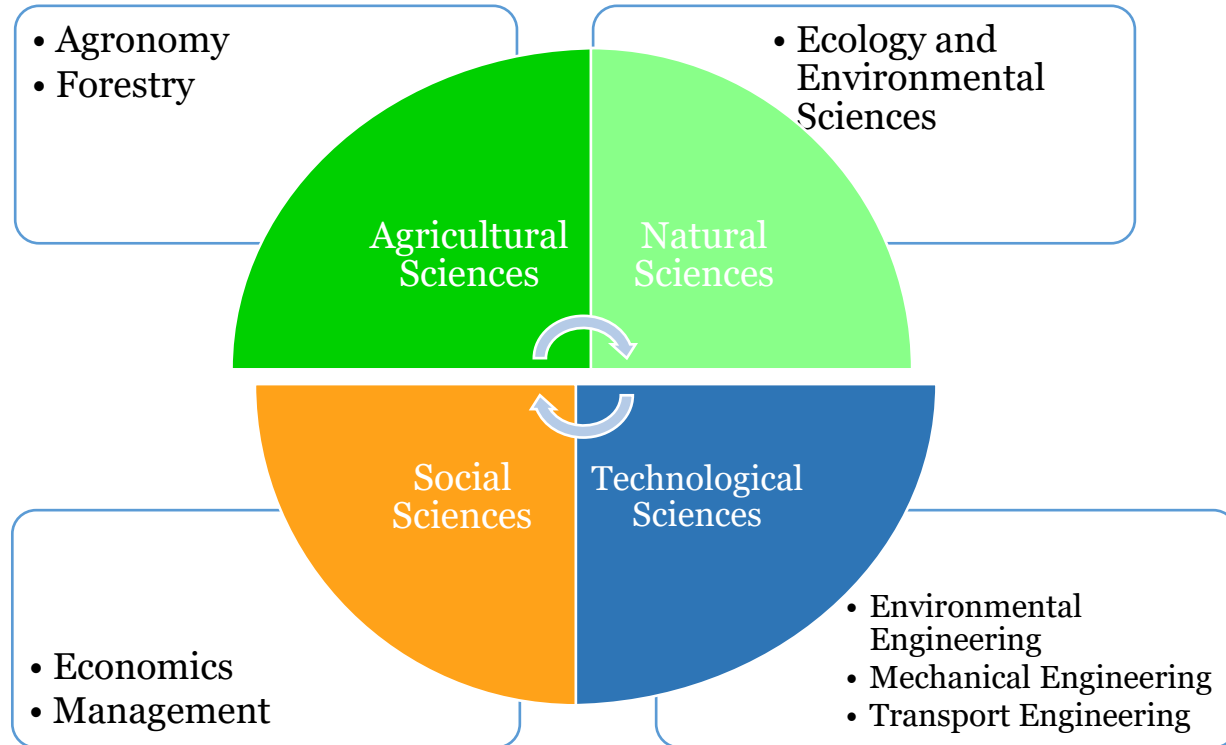 • Agronomy
• Forestry
• Ecology and
Environmental
Sciences
Agricultural
Sciences
Natural
Sciences
Social
Sciences
Technological
Sciences
• Economics
• Management
• Environmental
Engineering
• Mechanical Engineering
• Transport Engineering